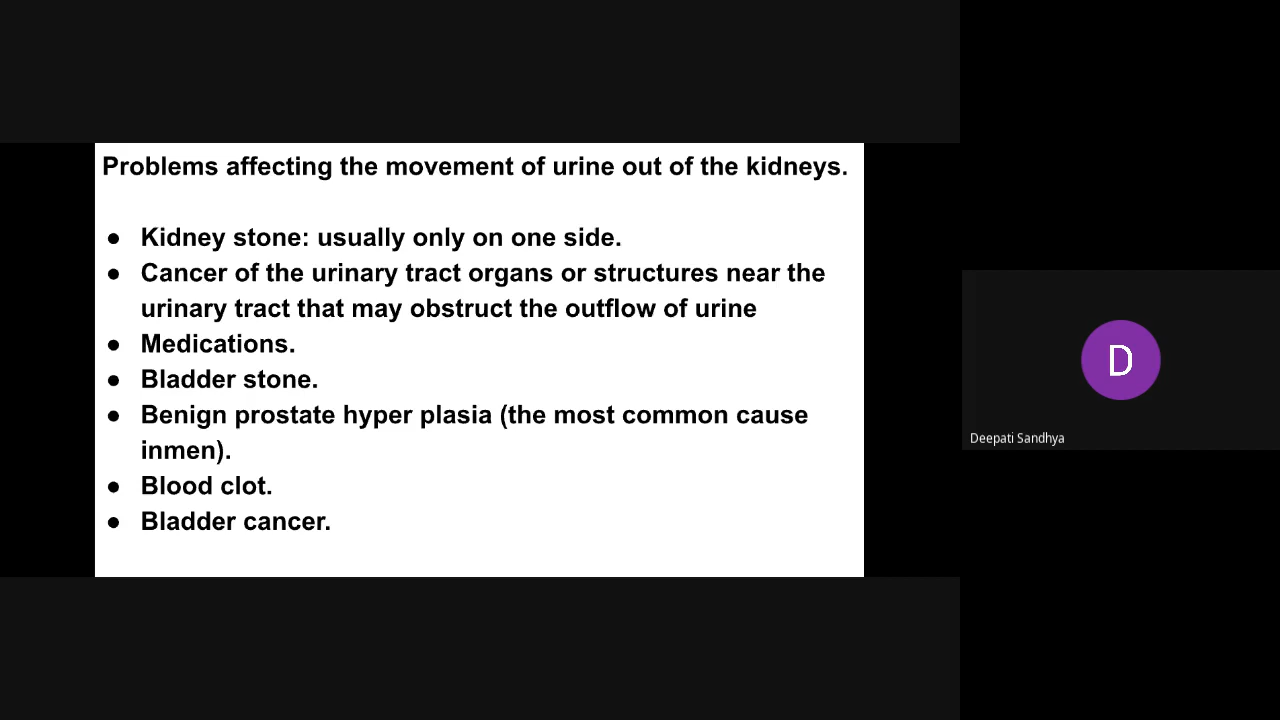 Problems affecting the movement of urine out of the kidneys.
● Kidney stone: usually only on one side.
● Cancer of the urinary tract organs or structures near the
urinary tract that may obstruct the outflow of urine
● Medications.
● Bladder stone.
● Benign prostate hyper plasia (the most common cause
inmen).
● Blood clot.
● Bladder cancer.
D
Deepati Sandhya